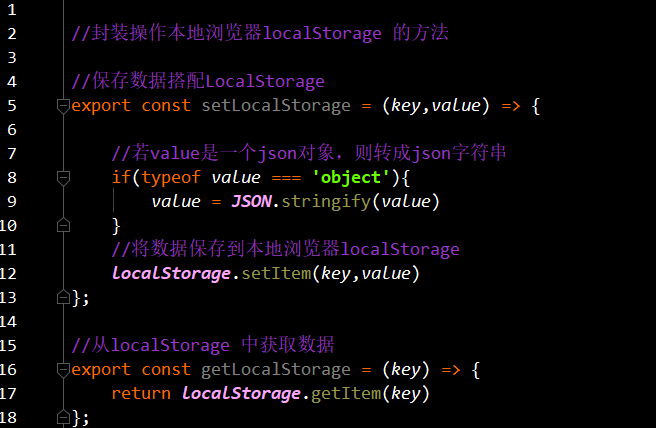 1
2 //封装操作本地浏览器localStorage 的方法
3
4 //保存数据搭配LocalStorage
5 export const setLocalStorage = (key,value) => {
6
7 //若value是一个json对象，则转成json字符串
8 if(typeof value === 'object'){
9 value = JSON.stringify(value)
10 }
11 //将数据保存到本地浏览器localStorage
12 localStorage.setItem(key,value)
13 };
14
15 //从localStorage 中获取数据
16 export const getLocalStorage = (key) => {
17 return localStorage.getItem(key)
18 };